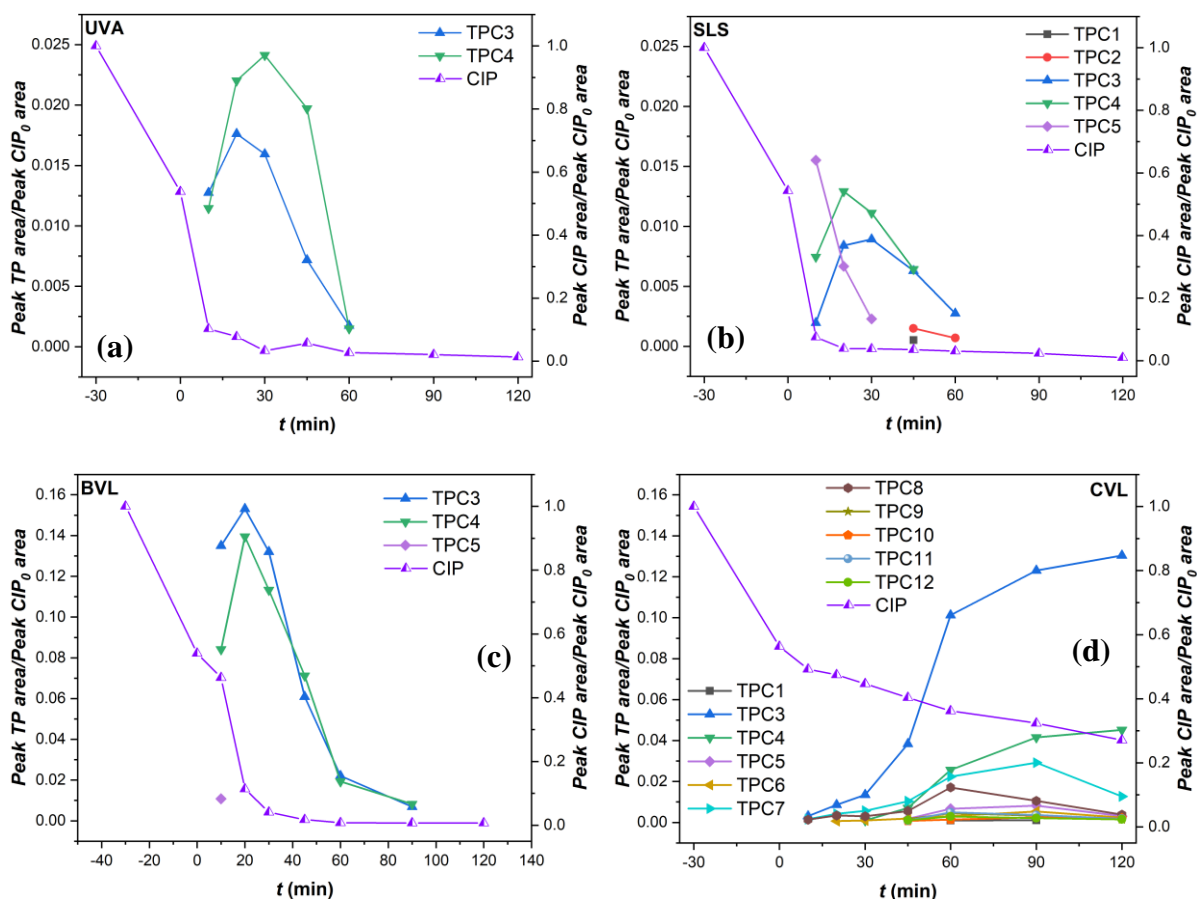 UVA
TPC3
TPC4
CIP
Peak TP area/Peak CIP0 area
0.025
0.020
0.015
0.010
0.005
0.000
1.0
0.8
0.6
0.4
0.2
0.0
Peak CIP area/Peak CIP0 area
(a)
-30 0 30 60 90 120
t (min)
SLS
TPC1
TPC2
TPC3
TPC4
TPC5
CIP
Peak TP area/Peak CIP0 area
0.025
0.020
0.015
0.010
0.005
0.000
1.0
0.8
0.6
0.4
0.2
0.0
Peak CIP area/Peak CIP0 area
(b)
-30 0 30 60 90 120
t (min)
BVL
TPC3
TPC4
TPC5
CIP
Peak TP area/Peak CIP0 area
0.16
0.14
0.12
0.10
0.08
0.06
0.04
0.02
0.00
1.0
0.8
0.6
0.4
0.2
0.0
Peak CIP area/Peak CIP0 area
(c)
-40 -20 0 20 40 60 80 100 120 140
t (min)
CVL
TPC8
TPC9
TPC10
TPC11
TPC12
CIP
TPC1
TPC3
TPC4
TPC5
TPC6
TPC7
Peak TP area/Peak CIP0 area
0.16
0.14
0.12
0.10
0.08
0.06
0.04
0.02
0.00
1.0
0.8
0.6
0.4
0.2
0.0
Peak CIP area/Peak CIP0 area
(d)
-30 0 30 60 90 120
t (min)